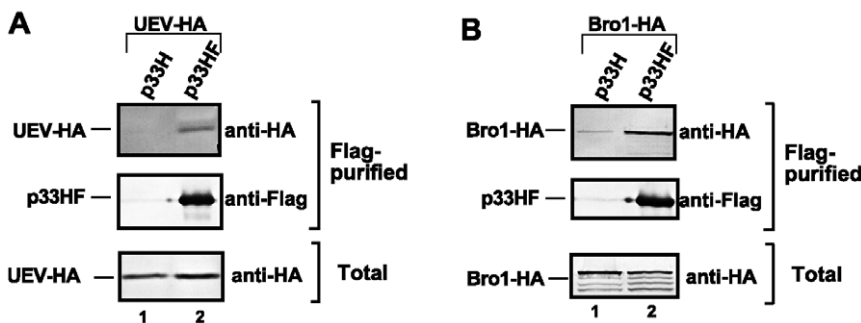 A
UEV-HA
p33H
p33HF
UEV-HA
anti-HA
p33HF
anti-Flag
Flag-
purified
UEV-HA
anti-HA
Total
1 2
B
Bro1-HA
p33H
p33HF
Bro1-HA
anti-HA
p33HF
anti-Flag
Flag-
purified
Bro1-HA
anti-HA
Total
1 2